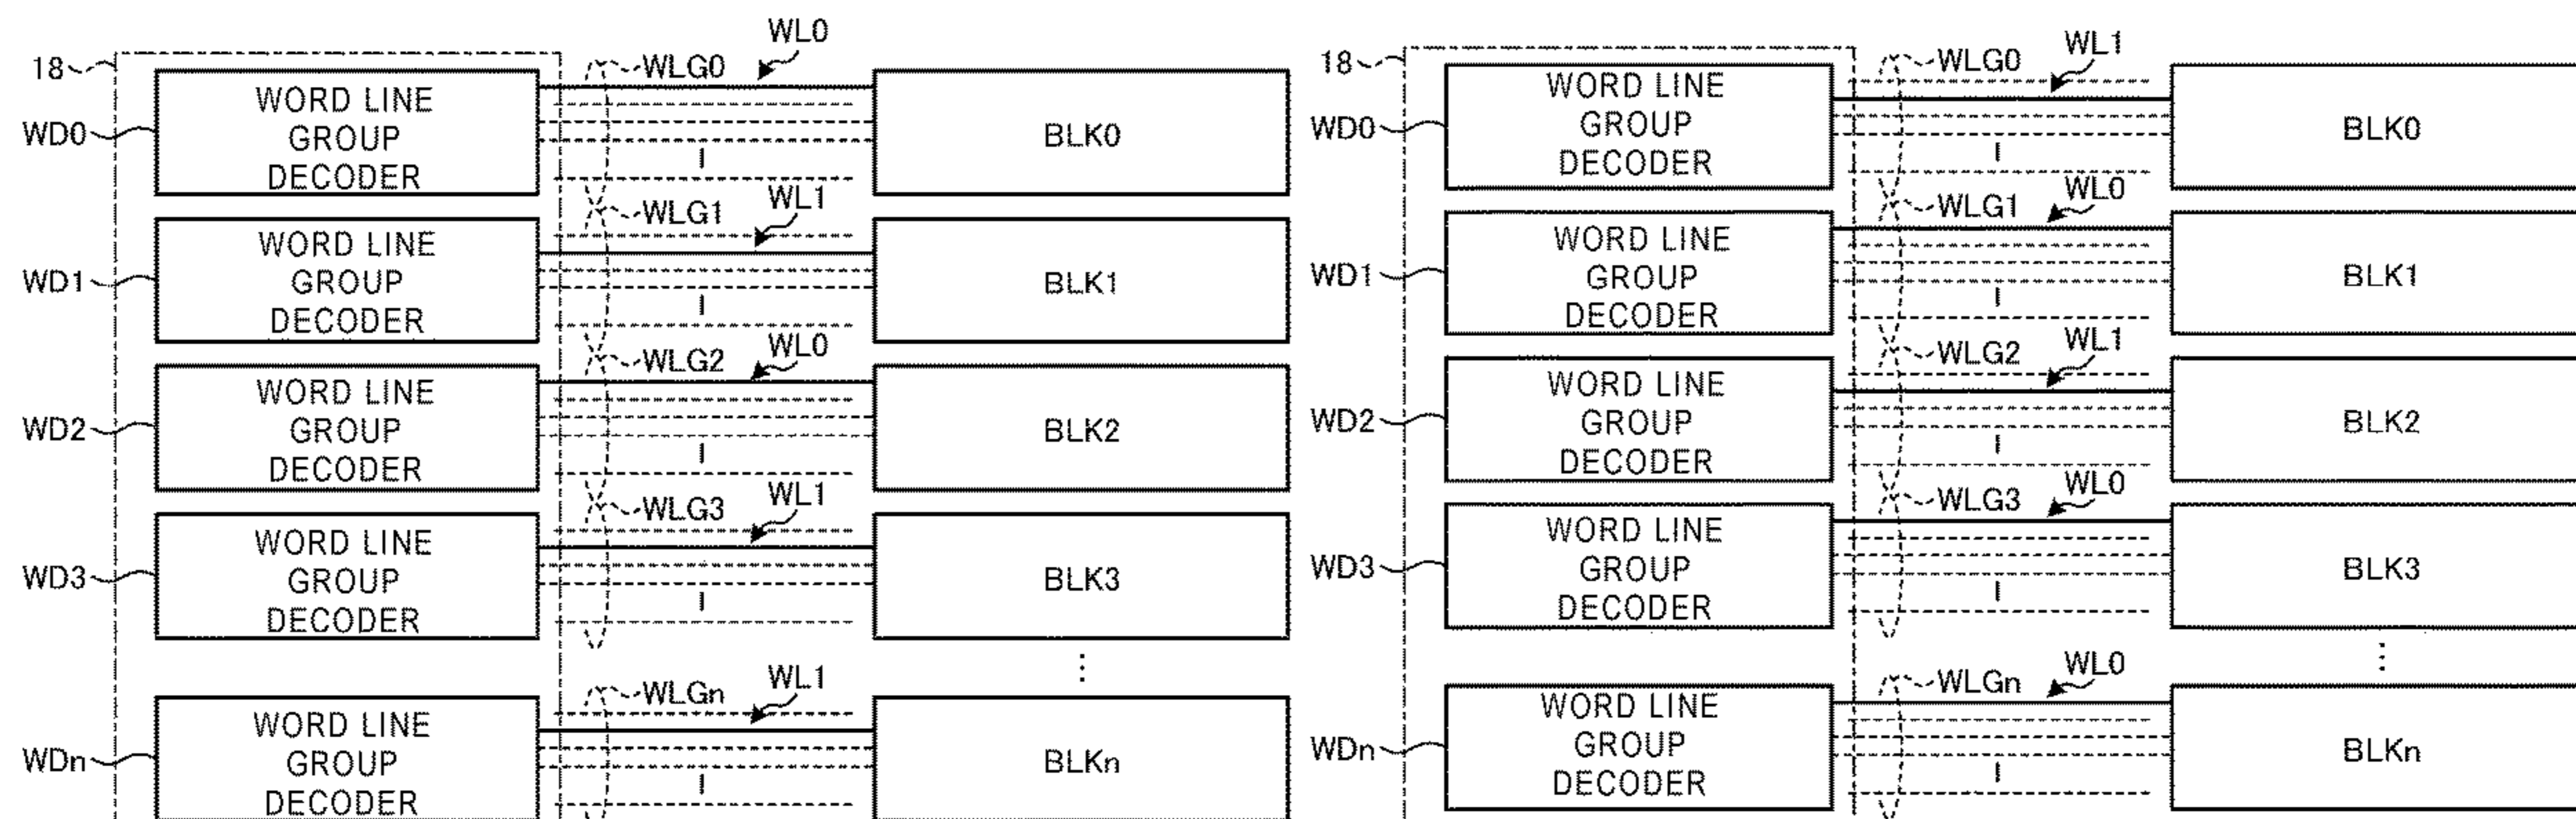 18
WD0
WORD LINE
GROUP
DECODER
WLG0
WL0
BLK0
WD1
WORD LINE
GROUP
DECODER
WLG1
WL1
BLK1
WD2
WORD LINE
GROUP
DECODER
WLG2
WL0
BLK2
WD3
WORD LINE
GROUP
DECODER
WLG3
WL1
BLK3
⋮
WDn
WORD LINE
GROUP
DECODER
WLGn
WL1
BLKn
18
WD0
WORD LINE
GROUP
DECODER
WLG0
WL1
BLK0
WD1
WORD LINE
GROUP
DECODER
WLG1
WL0
BLK1
WD2
WORD LINE
GROUP
DECODER
WLG2
WL1
BLK2
WD3
WORD LINE
GROUP
DECODER
WLG3
WL0
BLK3
⋮
WDn
WORD LINE
GROUP
DECODER
WLGn
WL0
BLKn